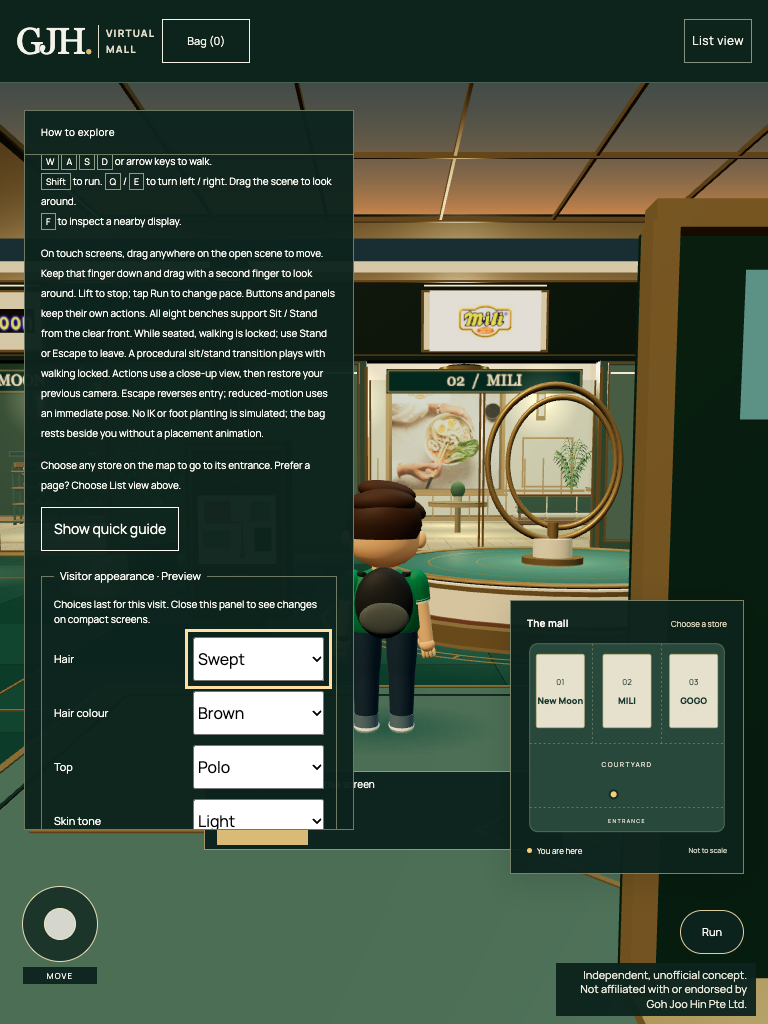 GJH.
VIRTUAL
MALL
Bag (0)
List view
How to explore
W A S D or arrow keys to walk.
Shift to run. Q / E to turn left / right. Drag the scene to look
around.
F to inspect a nearby display.
On touch screens, drag anywhere on the open scene to move.
Keep that finger down and drag with a second finger to look
around. Lift to stop; tap Run to change pace. Buttons and panels
keep their own actions. All eight benches support Sit / Stand
from the clear front. While seated, walking is locked; use Stand
or Escape to leave. A procedural sit/stand transition plays with
walking locked. Actions use a close-up view, then restore your
previous camera. Escape reverses entry; reduced-motion uses
an immediate pose. No IK or foot planting is simulated; the bag
rests beside you without a placement animation.
Choose any store on the map to go to its entrance. Prefer a
page? Choose List view above.
Show quick guide
Visitor appearance · Preview
Choices last for this visit. Close this panel to see changes
on compact screens.
Hair
Swept
Hair colour
Brown
Top
Polo
Skin tone
Light
Mili
02 / MILI
screen
The mall
Choose a store
01
New Moon
02
MILI
03
GOGO
COURTYARD
ENTRANCE
You are here
Not to scale
MOVE
Run
Independent, unofficial concept.
Not affiliated with or endorsed by
Goh Joo Hin Pte Ltd.